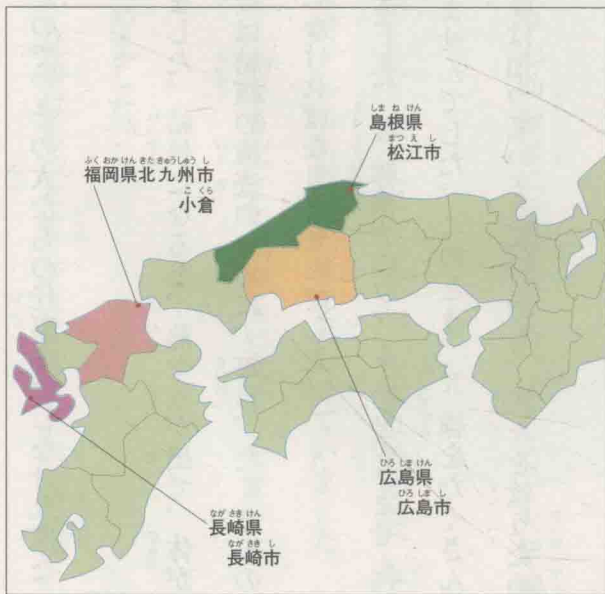 しまねけん
島根県
まつえし
松江市
ふくおかけんきたきゅうしゅうし
福岡県北九州市
こくら
小倉
ひろしまけん
広島県
ひろしまし
広島市
ながさきけん
長崎県
ながさきし
長崎市